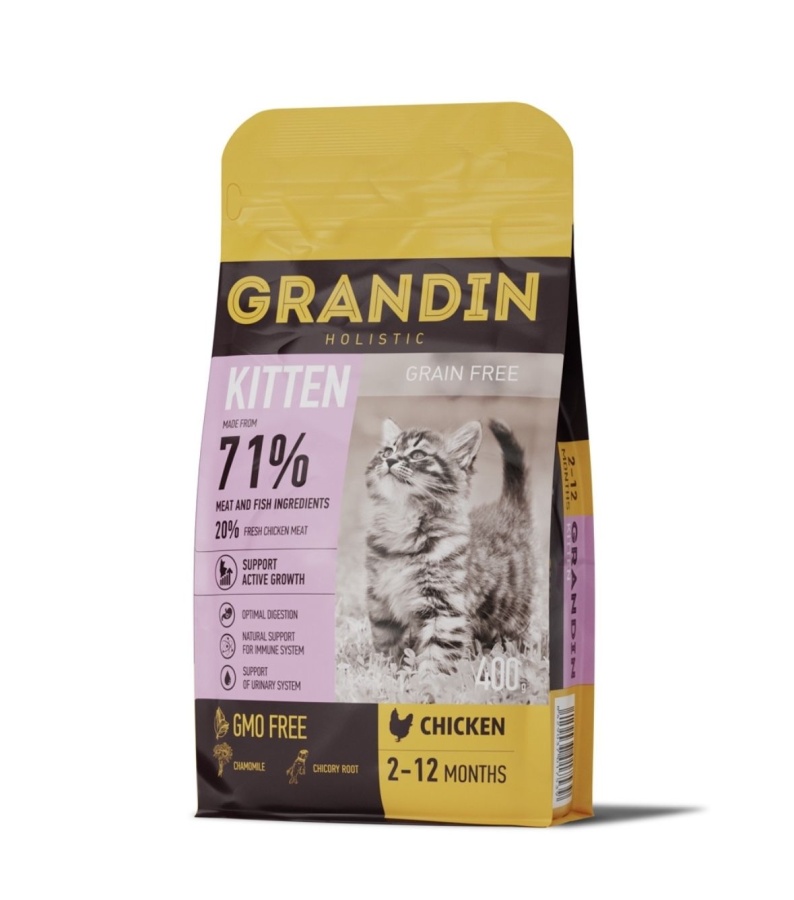 GRANDIN
HOLISTIC
KITTEN
GRAIN FREE
MADE FROM
71%
MEAT AND FISH INGREDIENTS
20% FRESH CHICKEN MEAT
SUPPORT
ACTIVE GROWTH
OPTIMAL DIGESTION
NATURAL SUPPORT
FOR IMMUNE SYSTEM
SUPPORT
OF URINARY SYSTEM
400g
GMO FREE
CHAMOMILE
CHICORY ROOT
CHICKEN
2-12 MONTHS
2-12
MONTHS
GRANDIN
KITTEN